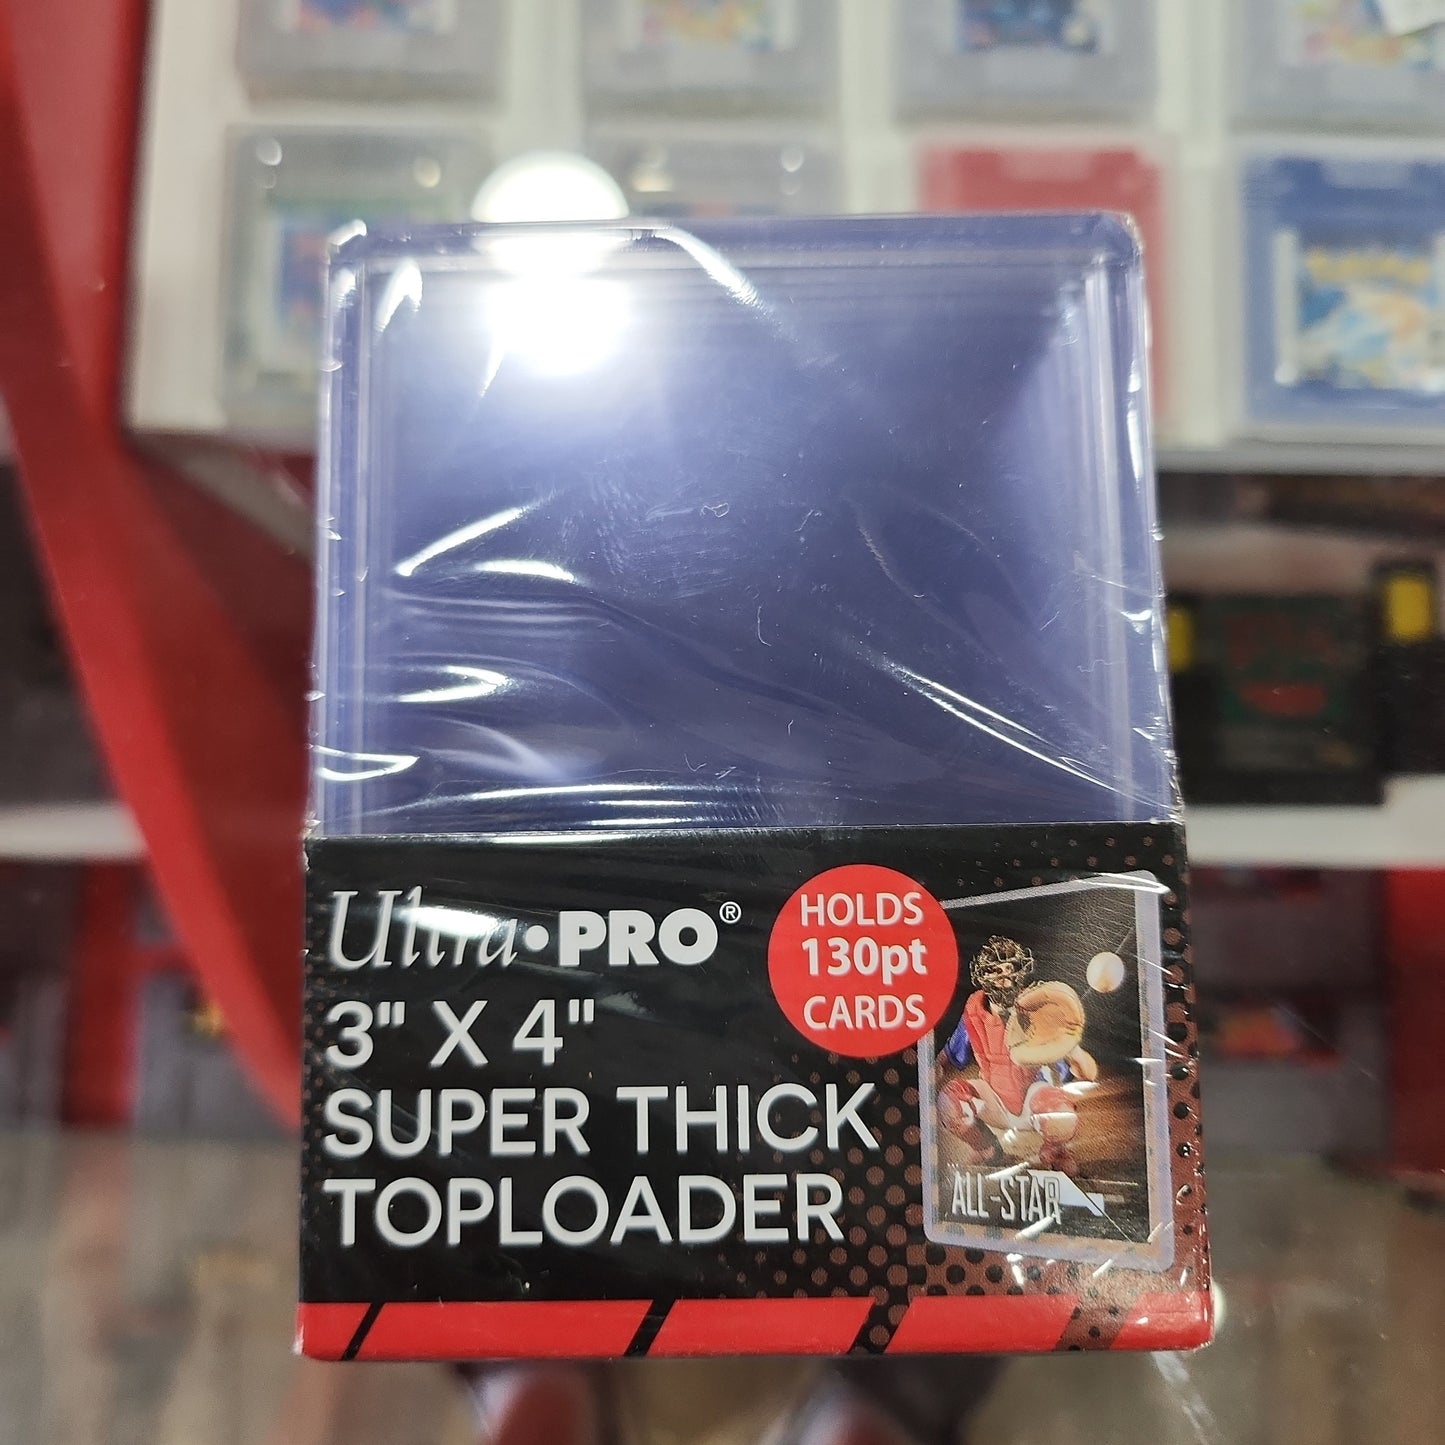 Ultra•PRO®
3" X 4"
SUPER THICK
TOPLOADER
HOLDS
130pt
CARDS
ALL-STAR